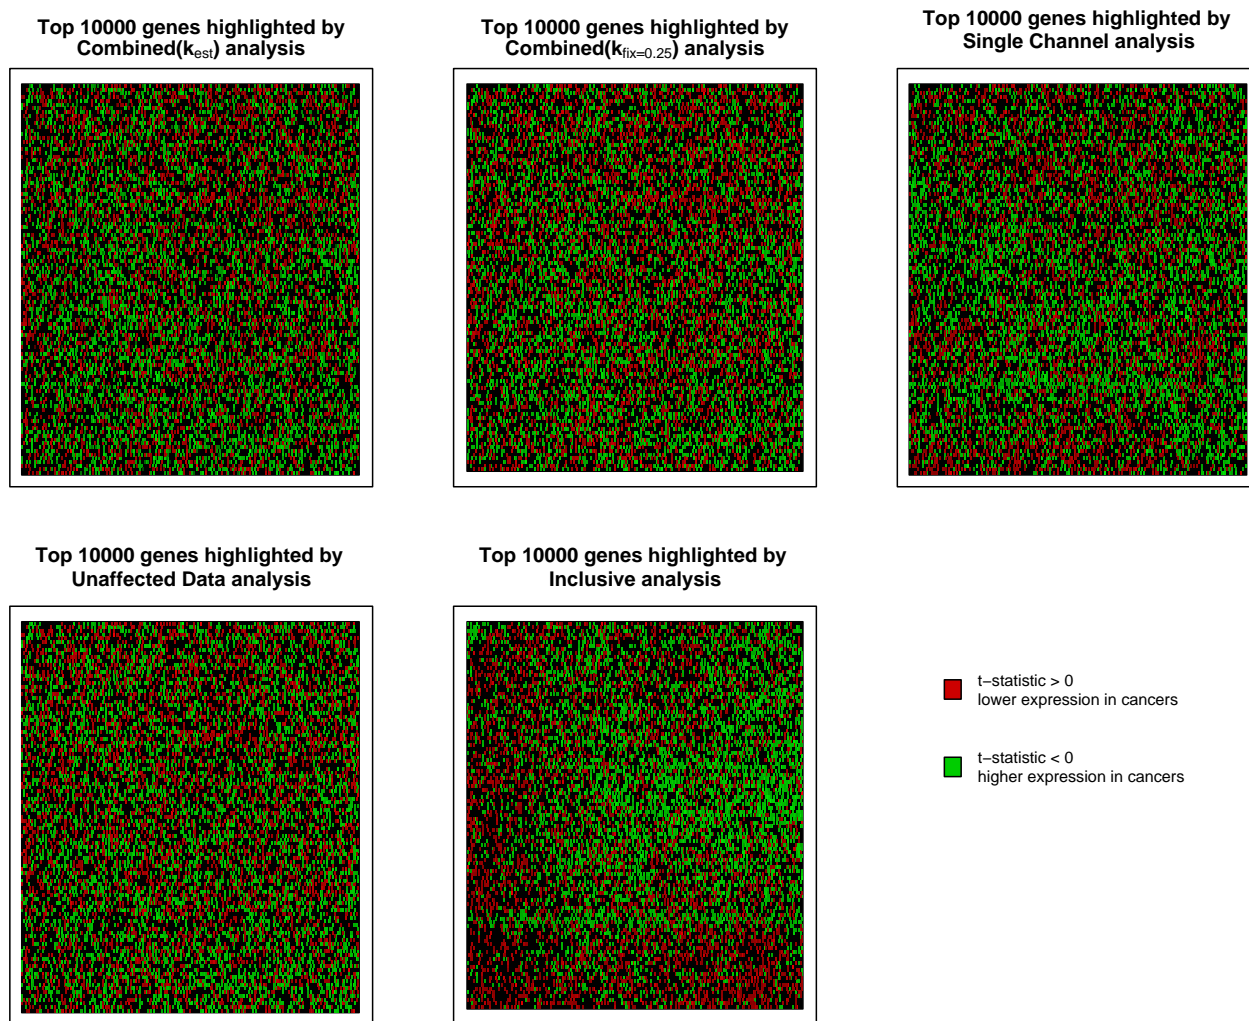 Top 10000 genes highlighted by
Combined(kest) analysis
Top 10000 genes highlighted by
Combined(kfix=0.25) analysis
Top 10000 genes highlighted by
Single Channel analysis
Top 10000 genes highlighted by
Unaffected Data analysis
Top 10000 genes highlighted by
Inclusive analysis
t−statistic > 0
lower expression in cancers
t−statistic < 0
higher expression in cancers